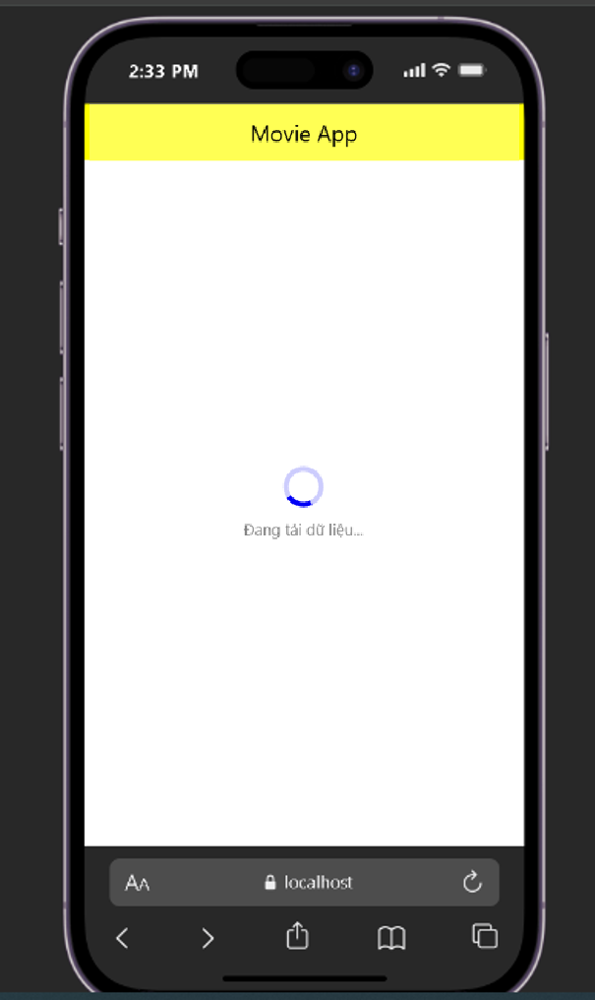 2:33 PM
Movie App
Đang tải dữ liệu...
AA
localhost